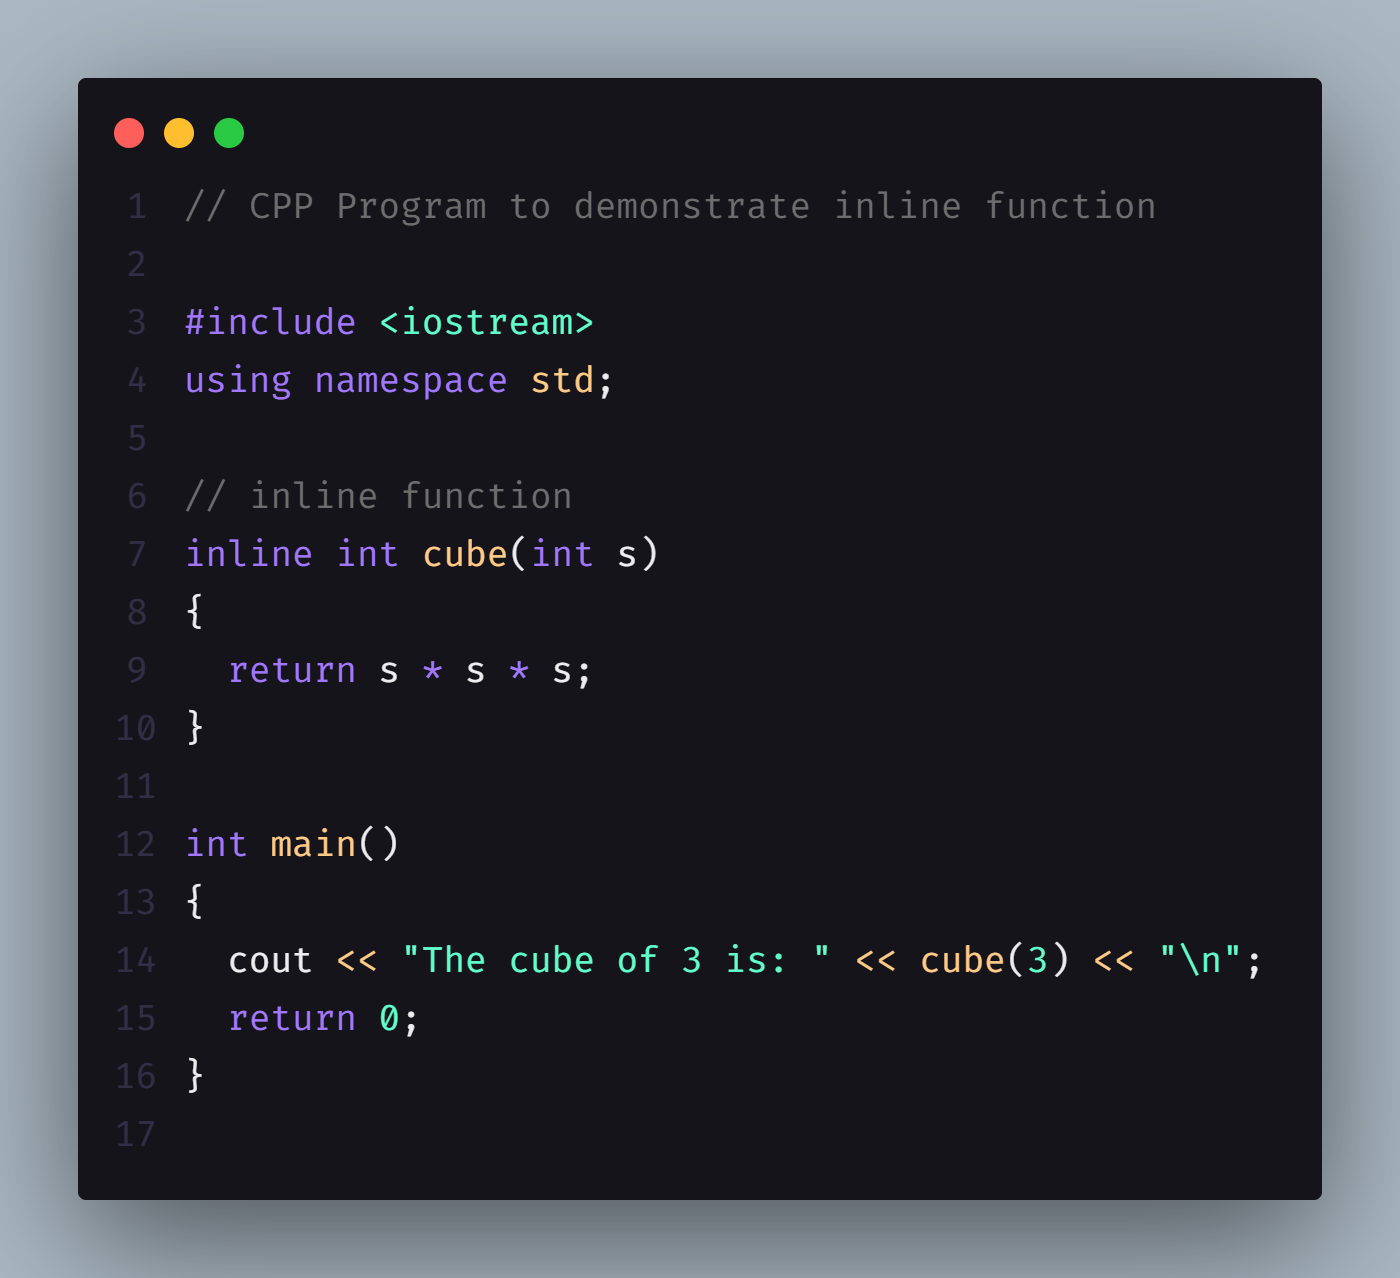 1 // CPP Program to demonstrate inline function
2
3 #include <iostream>
4 using namespace std;
5
6 // inline function
7 inline int cube(int s)
8 {
9   return s * s * s;
10 }
11
12 int main()
13 {
14   cout << "The cube of 3 is: " << cube(3) << "\n";
15   return 0;
16 }
17